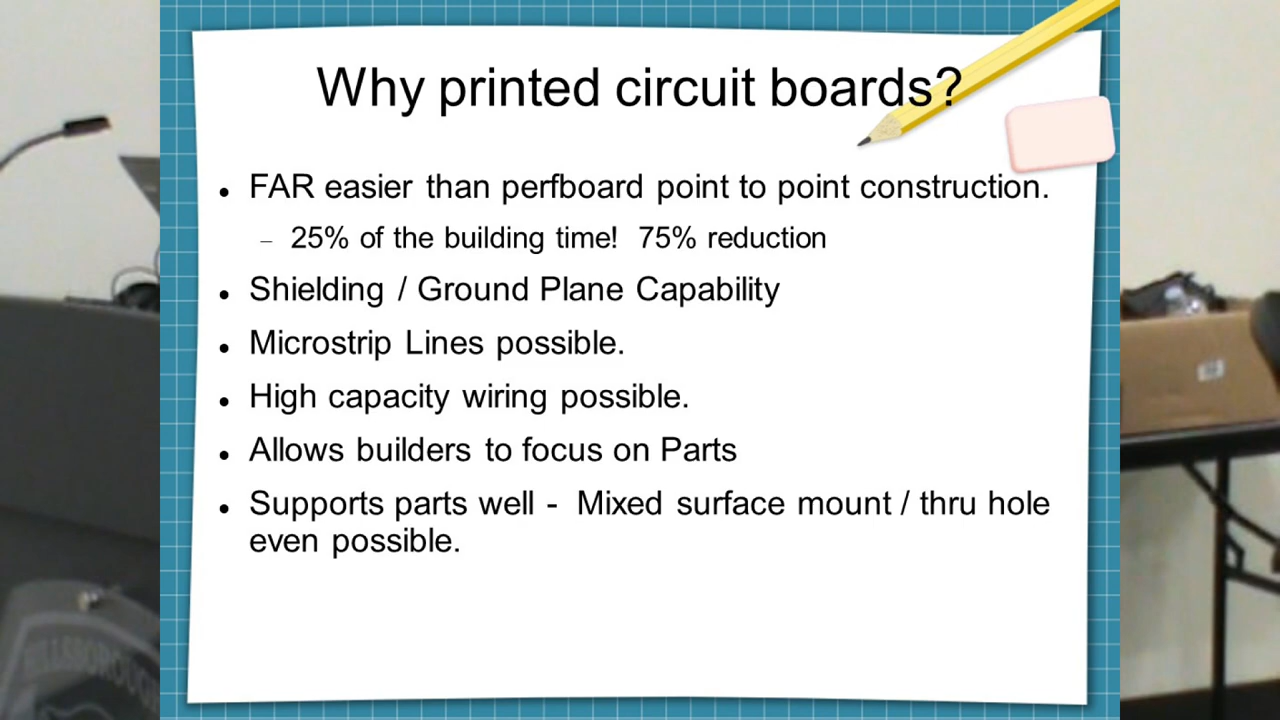 Why printed circuit boards?
● FAR easier than perfboard point to point construction.
– 25% of the building time!  75% reduction
● Shielding / Ground Plane Capability
● Microstrip Lines possible.
● High capacity wiring possible.
● Allows builders to focus on Parts
● Supports parts well -  Mixed surface mount / thru hole
even possible.
HILLSBOROUGH